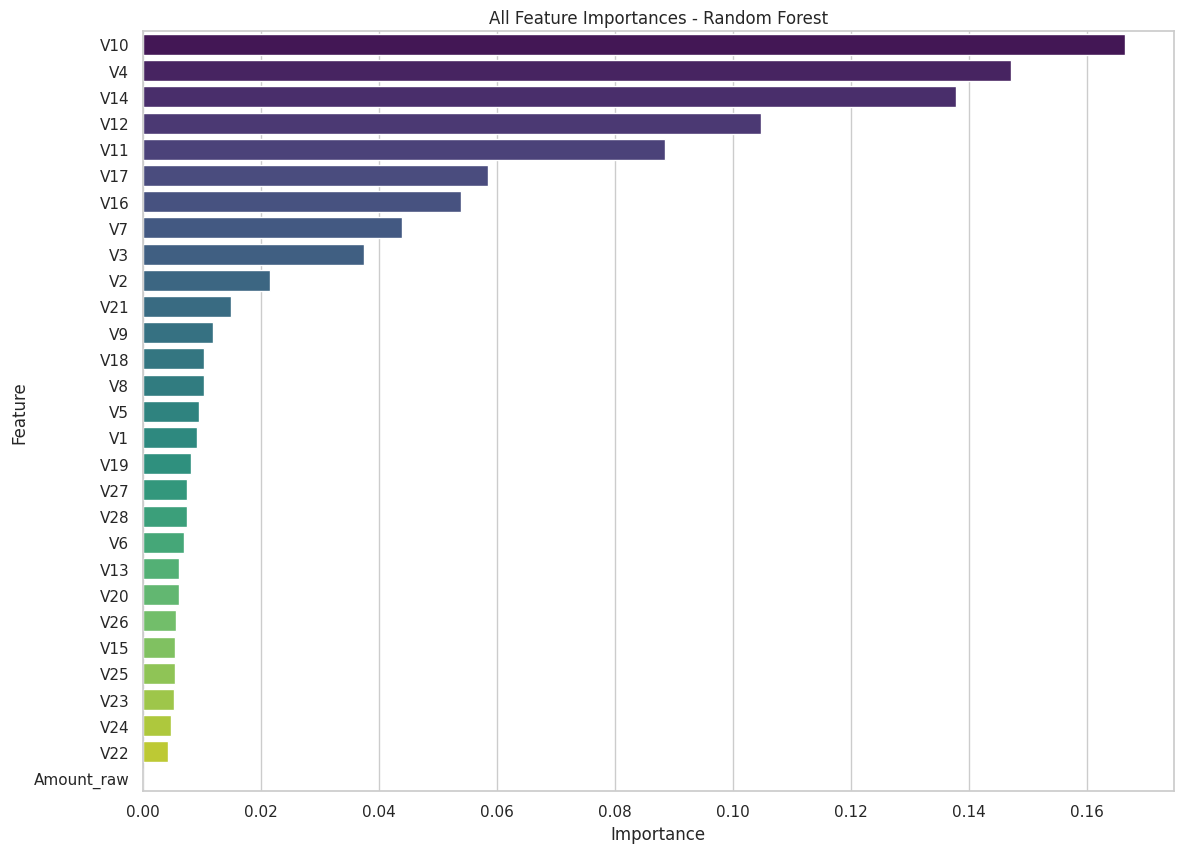 All Feature Importances - Random Forest
V10
V4
V14
V12
V11
V17
V16
V7
V3
V2
V21
V9
V18
V8
V5
V1
V19
V27
V28
V6
V13
V20
V26
V15
V25
V23
V24
V22
Amount_raw
Feature
0.00 0.02 0.04 0.06 0.08 0.10 0.12 0.14 0.16
Importance